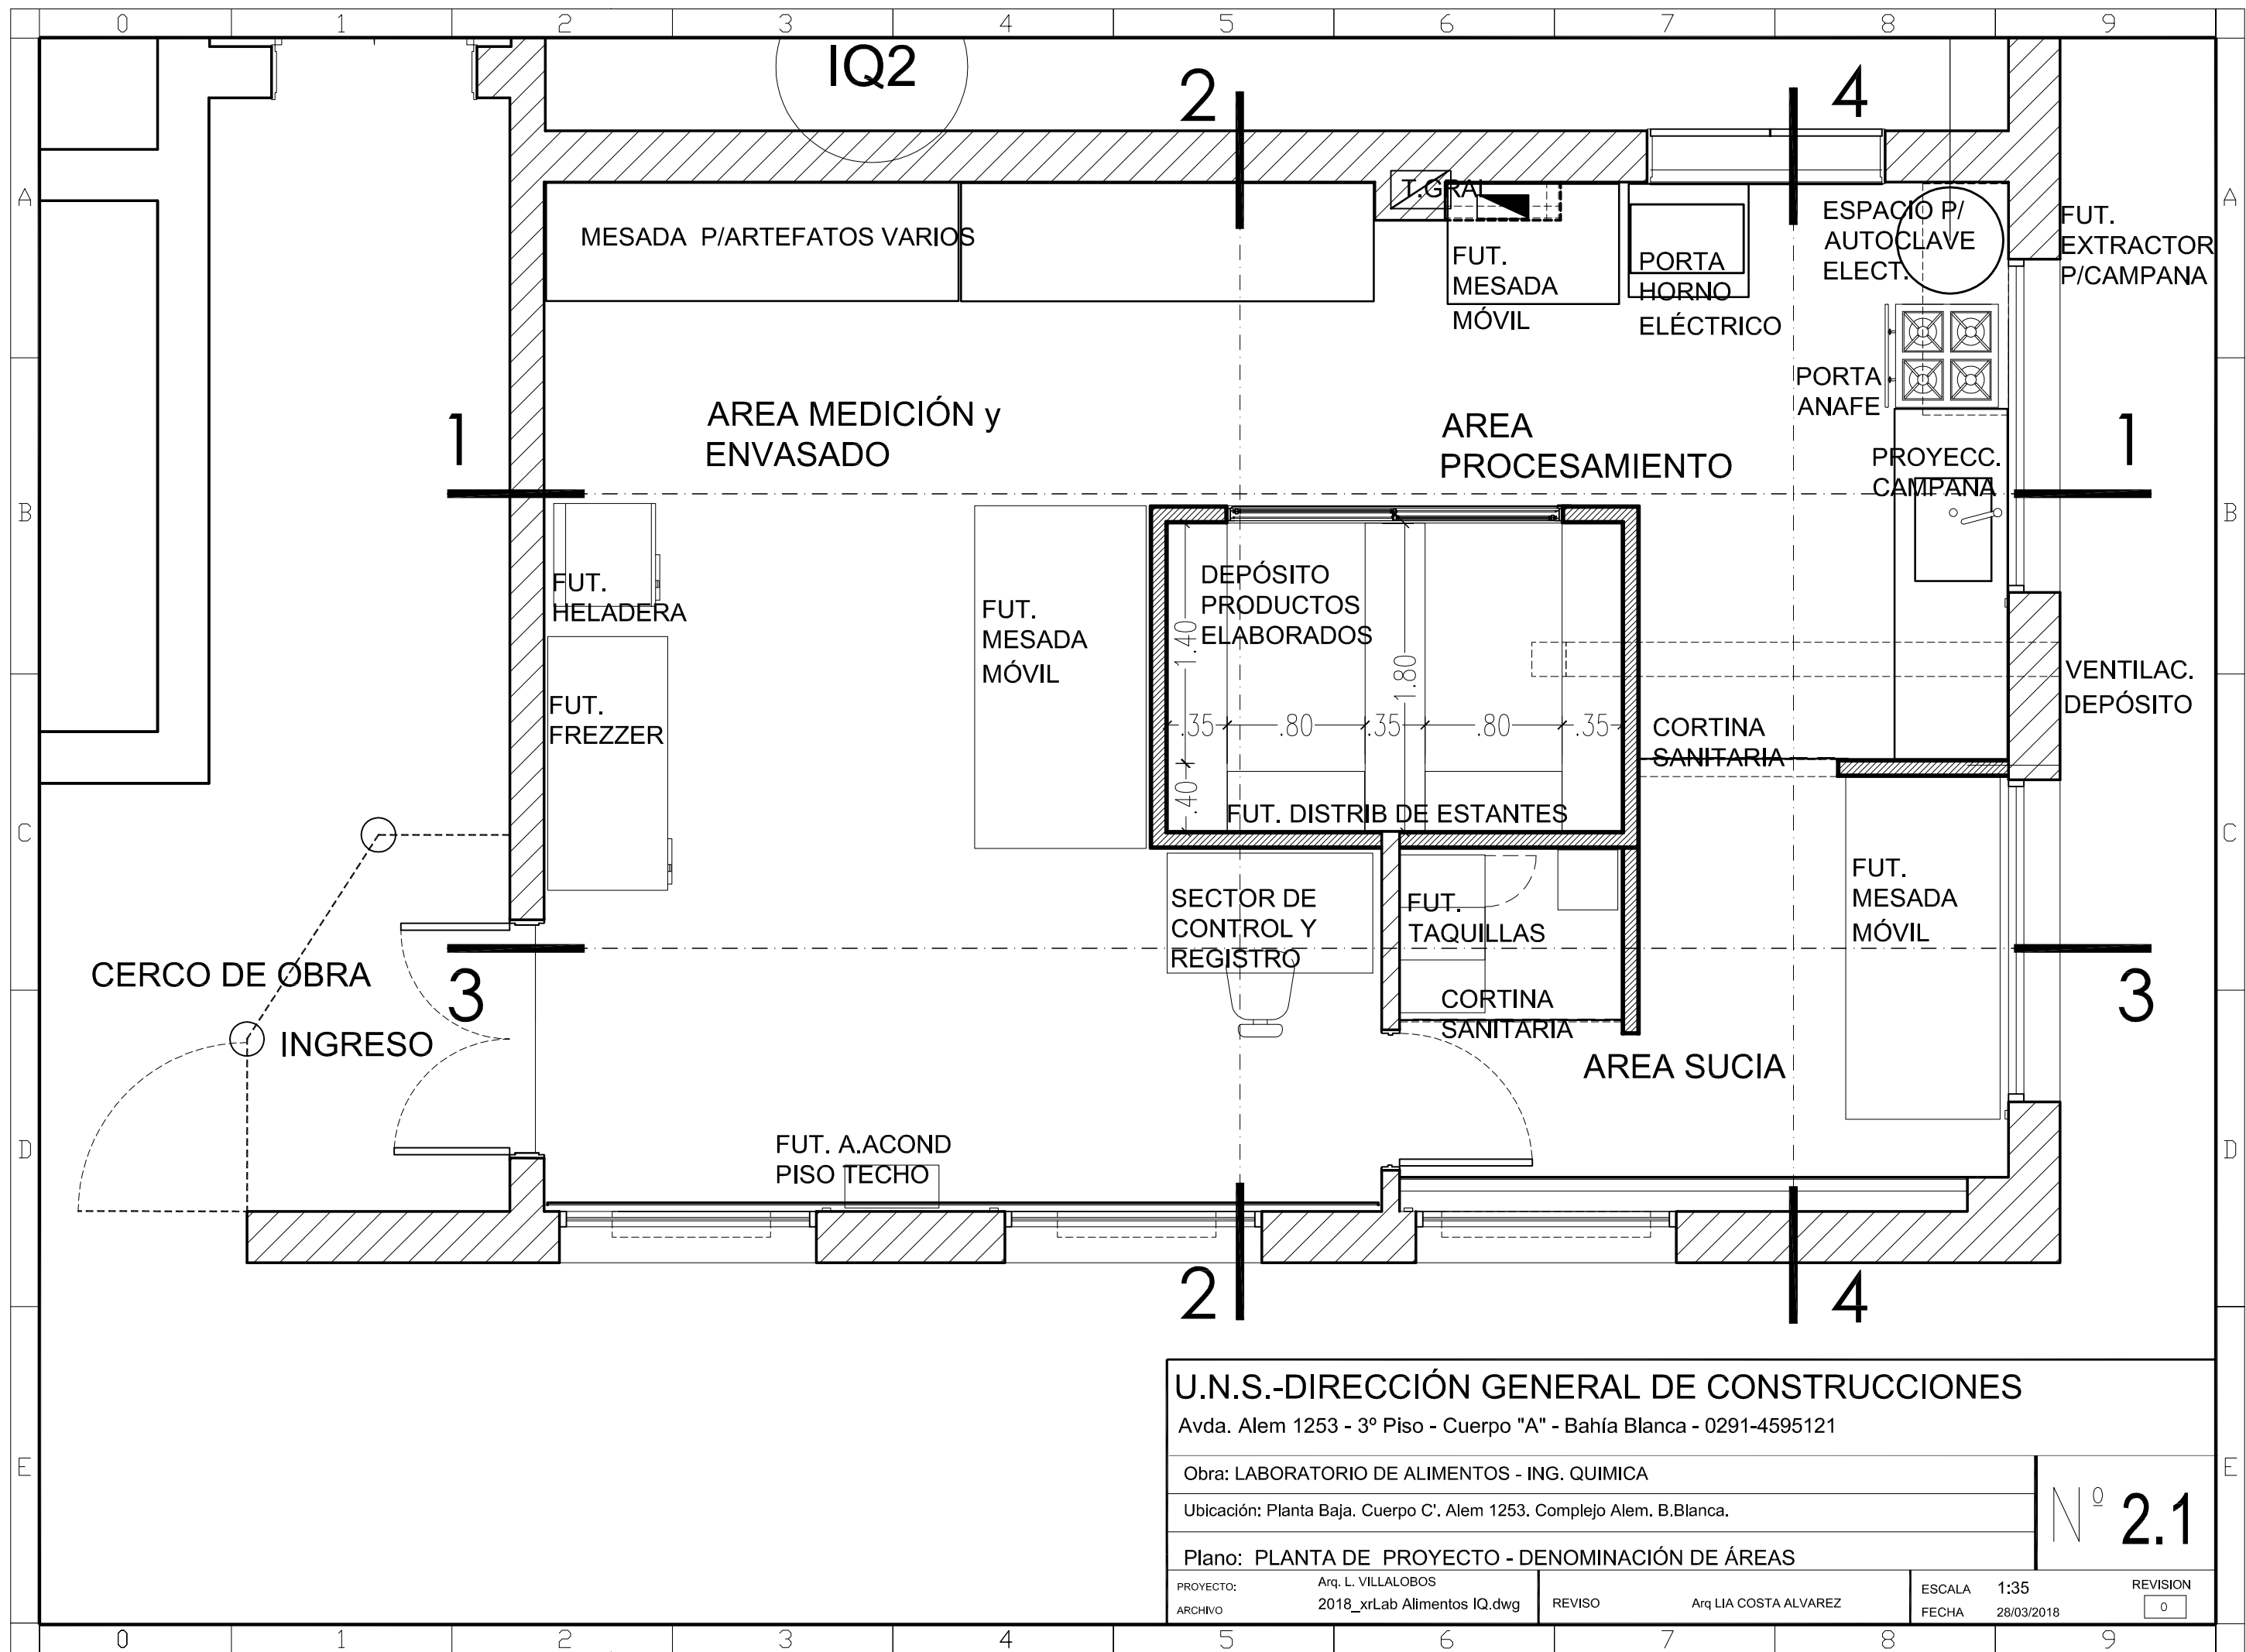 0 1 2 3 4 5 6 7 8 9
IQ2
2
4
A
A
T.GRAL
MESADA P/ARTEFATOS VARIOS
FUT.
MESADA
MÓVIL
PORTA
HORNO
ELÉCTRICO
ESPACIO P/
AUTOCLAVE
ELECT.
FUT.
EXTRACTOR
P/CAMPANA
PORTA
ANAFE
AREA MEDICIÓN y
ENVASADO
AREA
PROCESAMIENTO
1
1
PROYECC.
CAMPANA
B
B
FUT.
HELADERA
FUT.
MESADA
MÓVIL
DEPÓSITO
PRODUCTOS
ELABORADOS
1.40
1.80
FUT.
FREZZER
.35 .80 .35 .80 .35
.40
CORTINA
SANITARIA
VENTILAC.
DEPÓSITO
FUT. DISTRIB DE ESTANTES
C
C
SECTOR DE
CONTROL Y
REGISTRO
FUT.
TAQUILLAS
FUT.
MESADA
MÓVIL
CERCO DE OBRA
3
3
INGRESO
CORTINA
SANITARIA
AREA SUCIA
D
D
FUT. A.ACOND
PISO TECHO
2
4
U.N.S.-DIRECCIÓN GENERAL DE CONSTRUCCIONES
Avda. Alem 1253 - 3º Piso - Cuerpo "A" - Bahía Blanca - 0291-4595121
E
E
Obra: LABORATORIO DE ALIMENTOS - ING. QUIMICA
Ubicación: Planta Baja. Cuerpo C'. Alem 1253. Complejo Alem. B.Blanca.
Nº 2.1
Plano: PLANTA DE PROYECTO - DENOMINACIÓN DE ÁREAS
PROYECTO: Arq. L. VILLALOBOS
ARCHIVO 2018_xrLab Alimentos IQ.dwg
REVISO Arq LIA COSTA ALVAREZ
ESCALA 1:35
FECHA 28/03/2018
REVISION
0
0 1 2 3 4 5 6 7 8 9